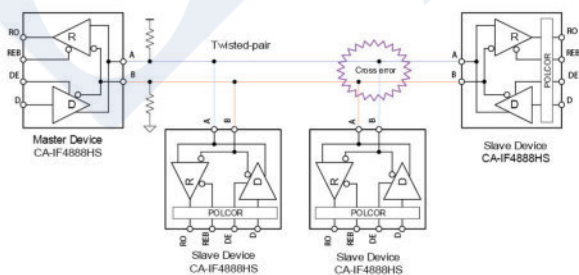 RO
REB
DE
D
R
D
A
B
Master Device
CA-IF4888HS
Twisted-pair
Cross error
A
B
R
D
POLCOR
RO
REB
DE
D
Slave Device
CA-IF4888HS
A B
R
D
POLCOR
RO
REB
DE
D
Slave Device
CA-IF4888HS
A B
R
D
POLCOR
RO
REB
DE
D
Slave Device
CA-IF4888HS